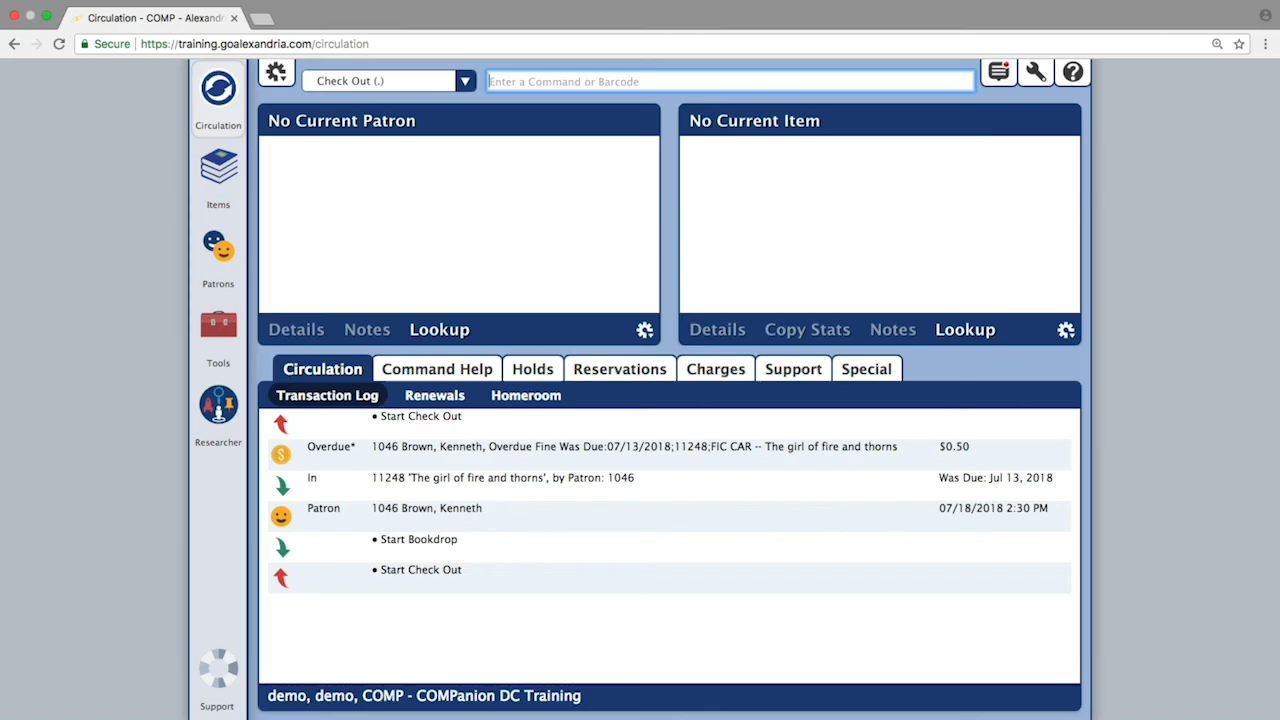 Circulation - COMP - Alexandri
Secure https://training.goalexandria.com/circulation
Circulation
Items
Patrons
Tools
Researcher
Support
Check Out (.)
Enter a Command or Barcode
No Current Patron
Details Notes Lookup
No Current Item
Details Copy Stats Notes Lookup
Circulation Command Help Holds Reservations Charges Support Special
Transaction Log Renewals Homeroom
• Start Check Out
Overdue* 1046 Brown, Kenneth, Overdue Fine Was Due:07/13/2018;11248;FIC CAR -- The girl of fire and thorns $0.50
In 11248 'The girl of fire and thorns', by Patron: 1046 Was Due: Jul 13, 2018
Patron 1046 Brown, Kenneth 07/18/2018 2:30 PM
• Start Bookdrop
• Start Check Out
demo, demo, COMP - COMPanion DC Training